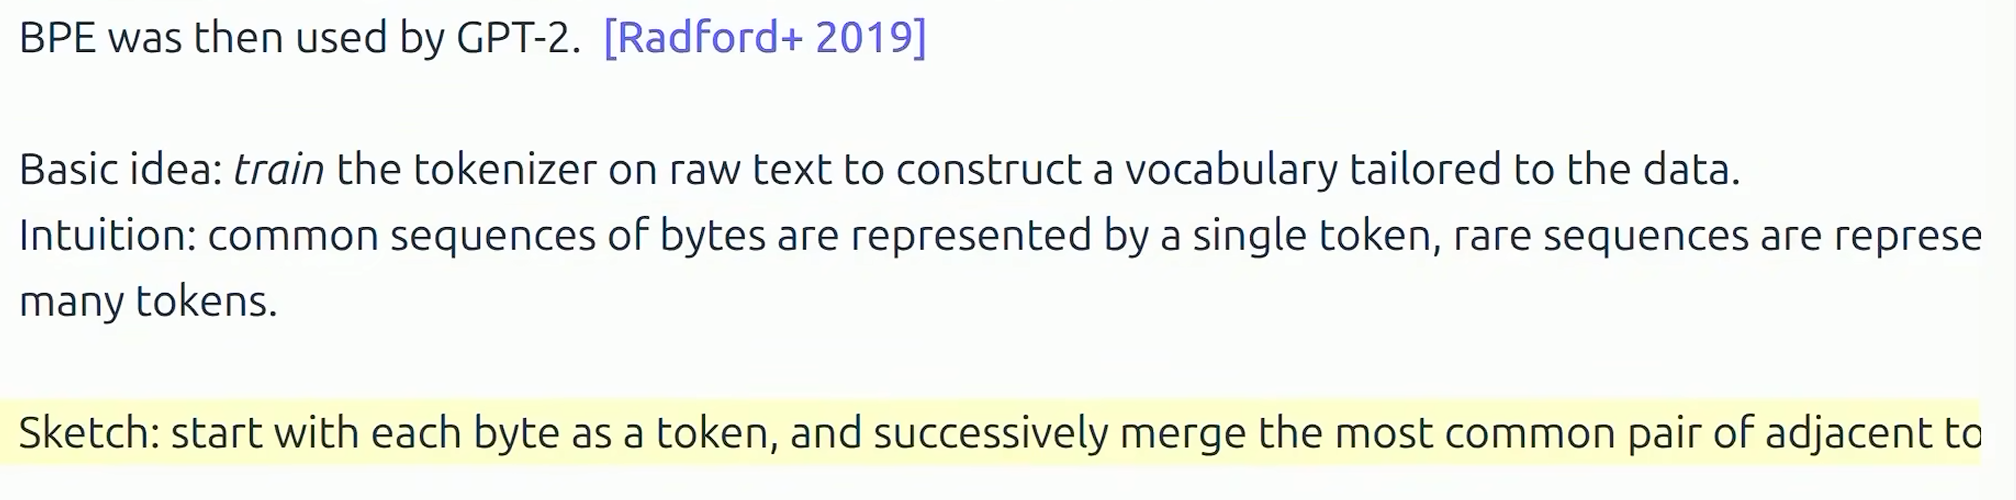 BPE was then used by GPT-2. [Radford+ 2019]
Basic idea: train the tokenizer on raw text to construct a vocabulary tailored to the data.
Intuition: common sequences of bytes are represented by a single token, rare sequences are represe
many tokens.
Sketch: start with each byte as a token, and successively merge the most common pair of adjacent to